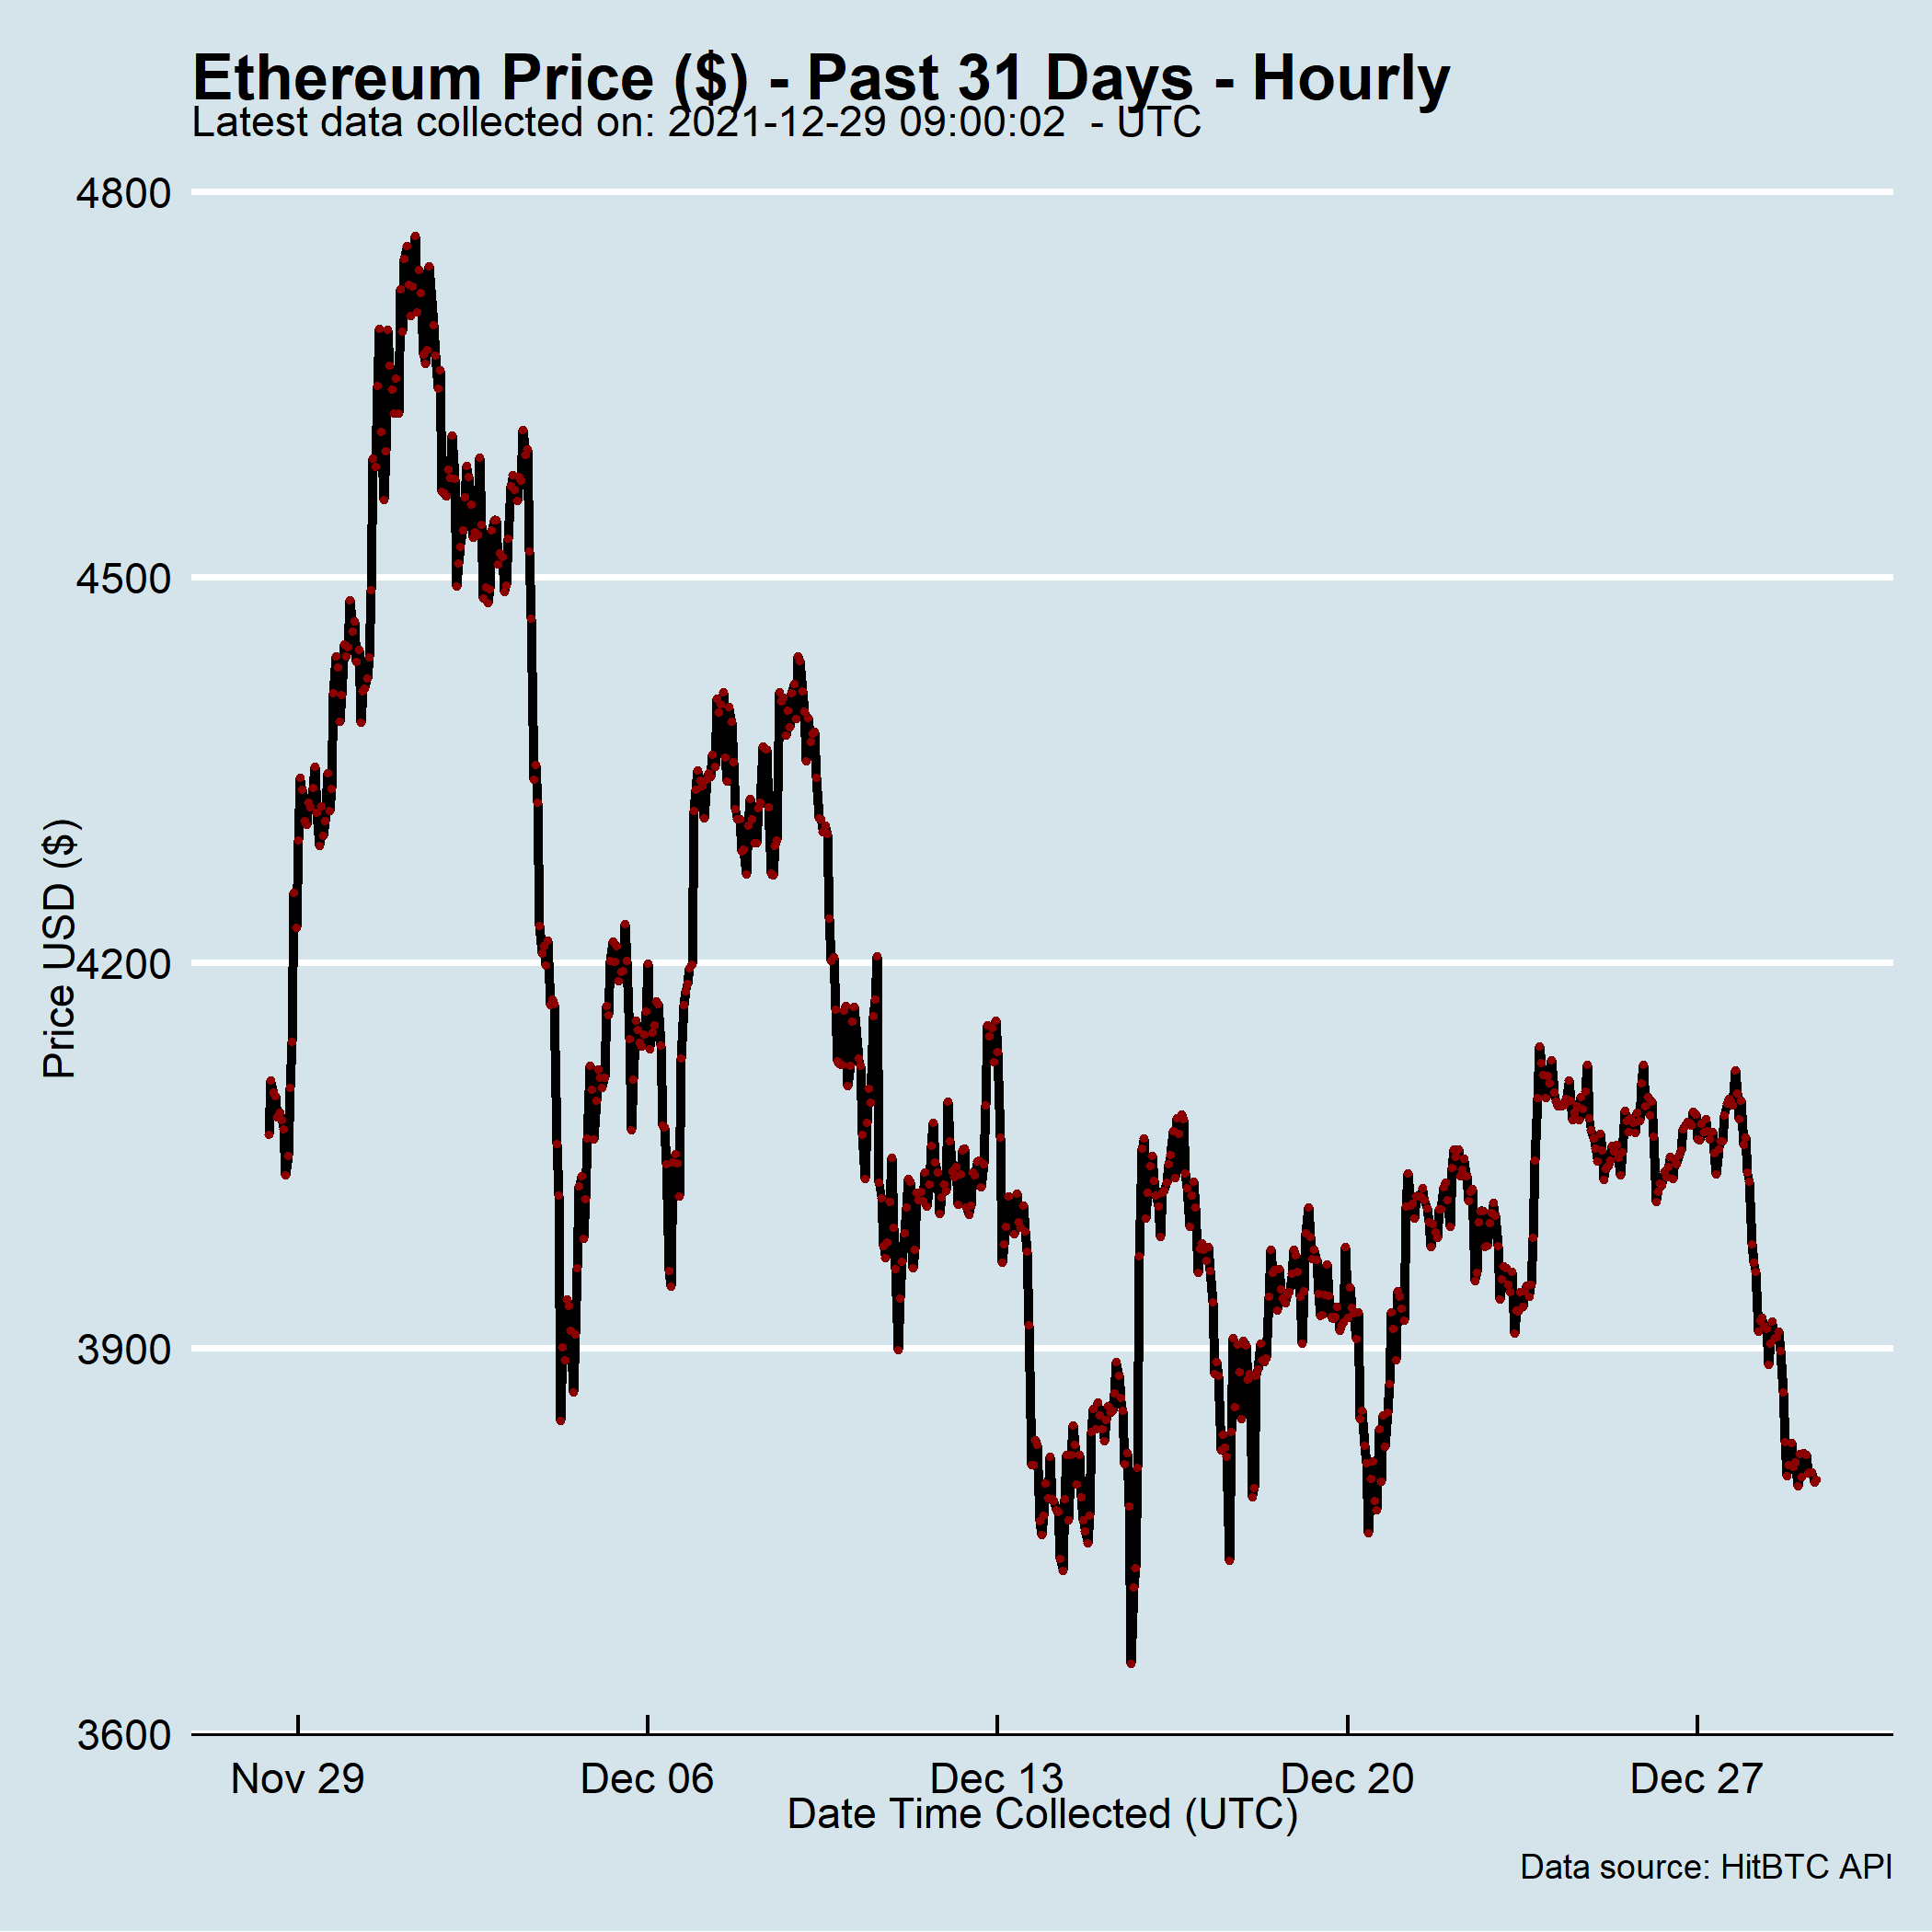 Ethereum Price ($) - Past 31 Days - Hourly
Latest data collected on: 2021-12-29 09:00:02  - UTC
4800
4500
4200
3900
3600
Price USD ($)
Nov 29
Dec 06
Dec 13
Dec 20
Dec 27
Date Time Collected (UTC)
Data source: HitBTC API